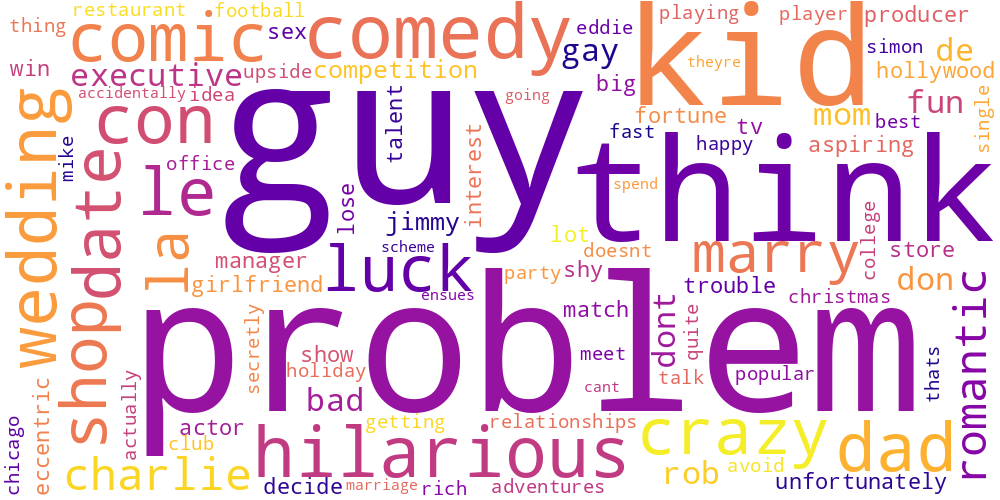 restaurant
football
thing
comic
sex
comedy
eddie
gay
kid
playing
player
producer
simon
de
win
executive
upside
competition
theyre
hollywood
accidentally
idea
going
big
fun
wedding
con
guy
talent
fortune
mom
tv
best
single
mike
date
office
interest
fast
happy
aspiring
think
le
lose
jimmy
spend
shop
la
luck
scheme
lot
doesnt
marry
college
store
manager
girlfriend
ensues
party
shy
trouble
don
problem
match
dont
quite
christmas
romantic
secretly
show
holiday
meet
talk
popular
thats
eccentric
actually
bad
cant
chicago
actor
club
getting
relationships
crazy
dad
charlie
hilarious
decide
marriage
rich
adventures
rob
avoid
unfortunately